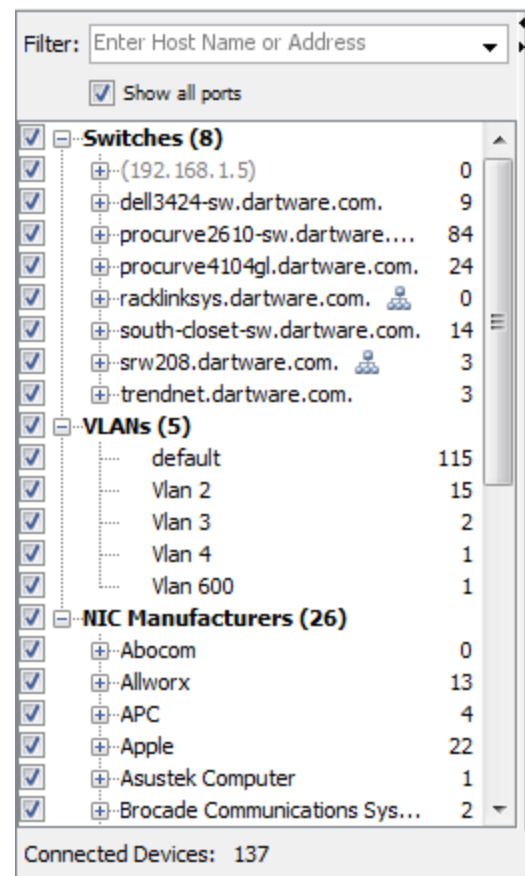 Filter: Enter Host Name or Address
Show all ports
Switches (8)
(192.168.1.5) 0
dell3424-sw.dartware.com. 9
procurve2610-sw.dartware.... 84
procurve4104gl.dartware.com. 24
racklinksys.dartware.com. 0
south-closet-sw.dartware.com. 14
srw208.dartware.com. 3
trendnet.dartware.com. 3
VLANs (5)
default 115
Vlan 2 15
Vlan 3 2
Vlan 4 1
Vlan 600 1
NIC Manufacturers (26)
Abocom 0
Allworx 13
APC 4
Apple 22
Asustek Computer 1
Brocade Communications Sys... 2
Connected Devices: 137